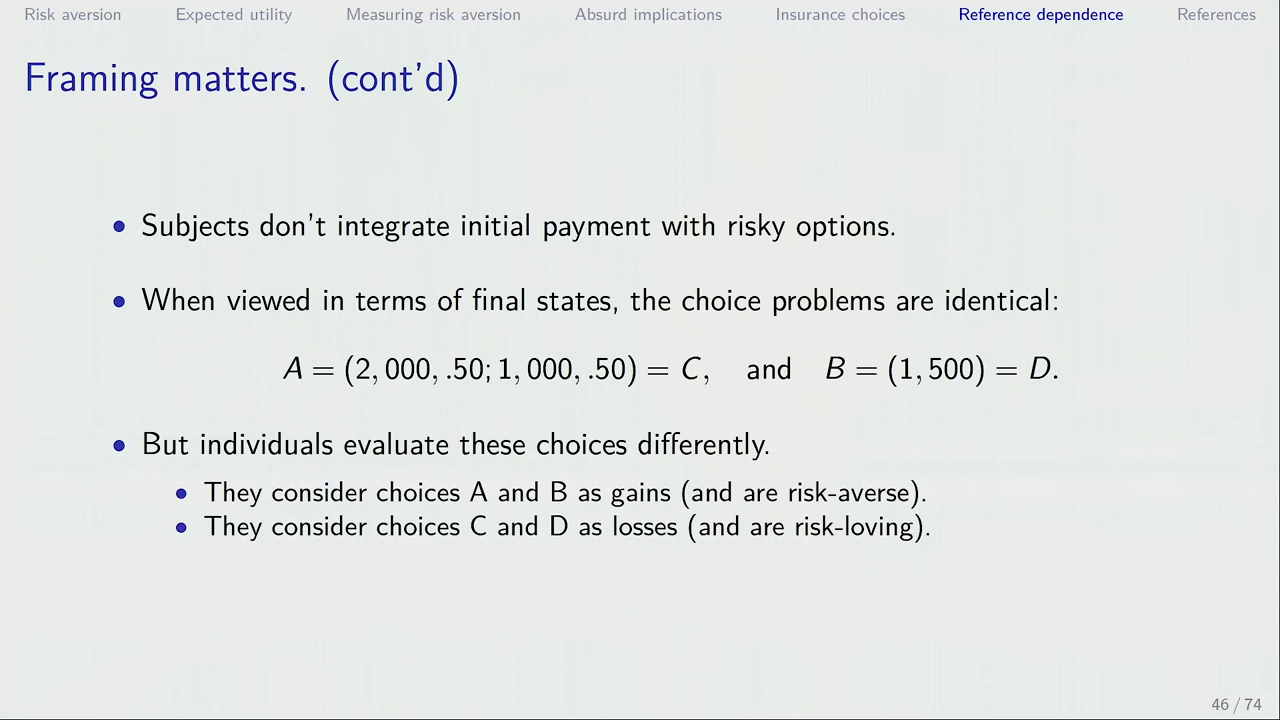 Risk aversion Expected utility Measuring risk aversion Absurd implications Insurance choices Reference dependence References
Framing matters. (cont'd)
• Subjects don't integrate initial payment with risky options.
• When viewed in terms of final states, the choice problems are identical:
A = (2, 000, .50; 1, 000, .50) = C, and B = (1, 500) = D.
• But individuals evaluate these choices differently.
• They consider choices A and B as gains (and are risk-averse).
• They consider choices C and D as losses (and are risk-loving).
46 / 74